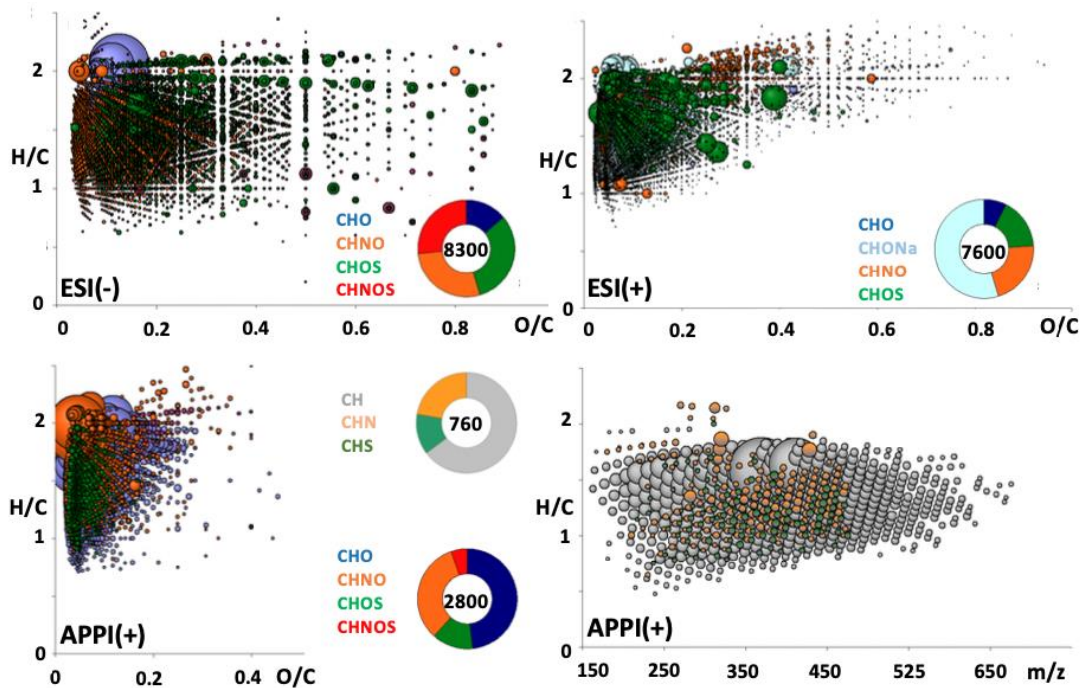 2
H/C
1
0
ESI(-)
CHO
CHNO
CHOS
CHNOS
8300
0
0.2
0.4
0.6
0.8
O/C
2
H/C
1
0
ESI(+)
CHO
CHONa
CHNO
CHOS
7600
0
0.2
0.4
0.6
0.8
O/C
2
H/C
1
0
APPI(+)
CH
CHN
CHS
760
CHO
CHNO
CHOS
CHNOS
2800
0
0.2
0.4
O/C
2
H/C
1
0
APPI(+)
150
250
350
450
525
650
m/z